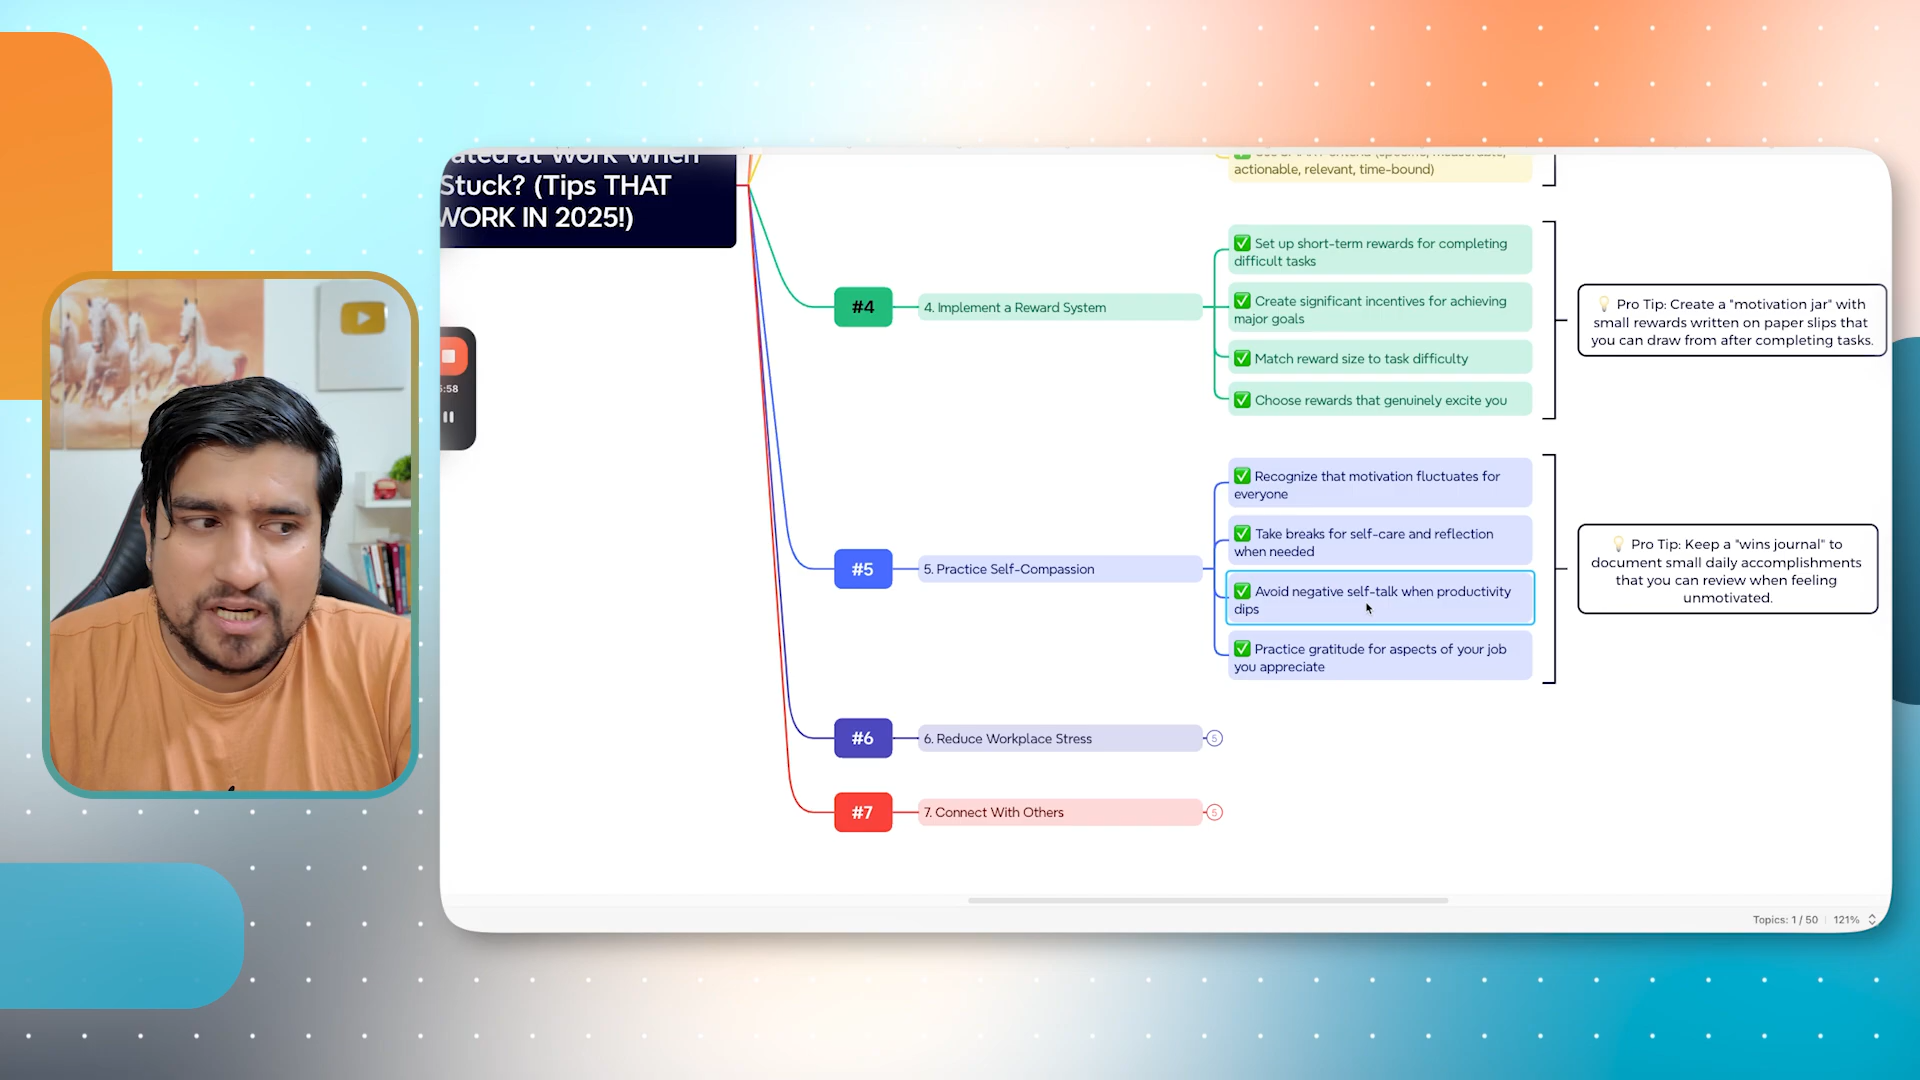 ated at Work When
Stuck? (Tips THAT
WORK IN 2025!)
actionable, relevant, time-bound)
#4
4. Implement a Reward System
✅ Set up short-term rewards for completing
difficult tasks
✅ Create significant incentives for achieving
major goals
✅ Match reward size to task difficulty
✅ Choose rewards that genuinely excite you
💡 Pro Tip: Create a "motivation jar" with
small rewards written on paper slips that
you can draw from after completing tasks.
:58
#5
5. Practice Self-Compassion
✅ Recognize that motivation fluctuates for
everyone
✅ Take breaks for self-care and reflection
when needed
✅ Avoid negative self-talk when productivity
dips
✅ Practice gratitude for aspects of your job
you appreciate
💡 Pro Tip: Keep a "wins journal" to
document small daily accomplishments
that you can review when feeling
unmotivated.
#6
6. Reduce Workplace Stress
5
#7
7. Connect With Others
5
Topics: 1 / 50
121%